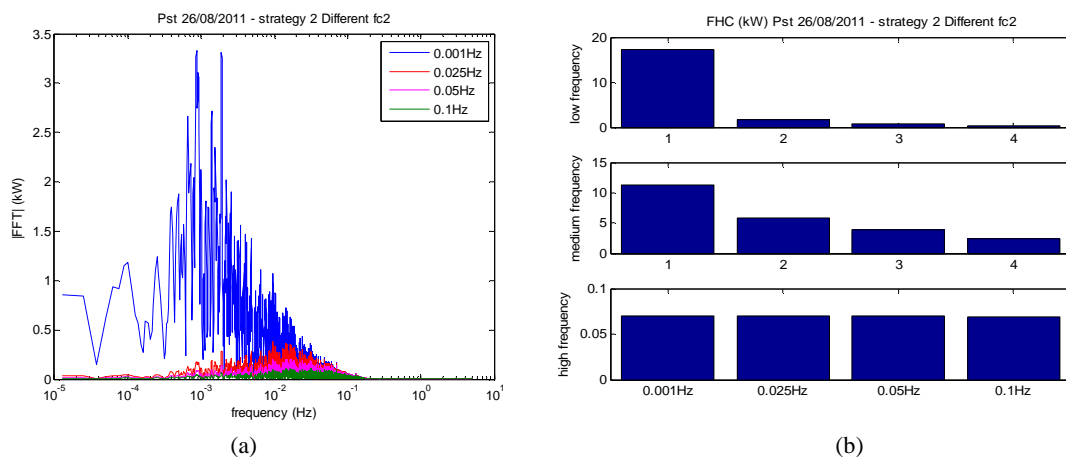 Pst 26/08/2011 - strategy 2 Different fc2
3.5
3
2.5
2
1.5
1
0.5
0
|FFT| (kW)
0.001Hz
0.025Hz
0.05Hz
0.1Hz
10^-5 10^-4 10^-3 10^-2 10^-1 10^0 10^1
frequency (Hz)
(a)
FHC (kW) Pst 26/08/2011 - strategy 2 Different fc2
20
10
0
low frequency
1 2 3 4
15
10
5
0
medium frequency
1 2 3 4
0.1
0.05
0
high frequency
0.001Hz 0.025Hz 0.05Hz 0.1Hz
(b)